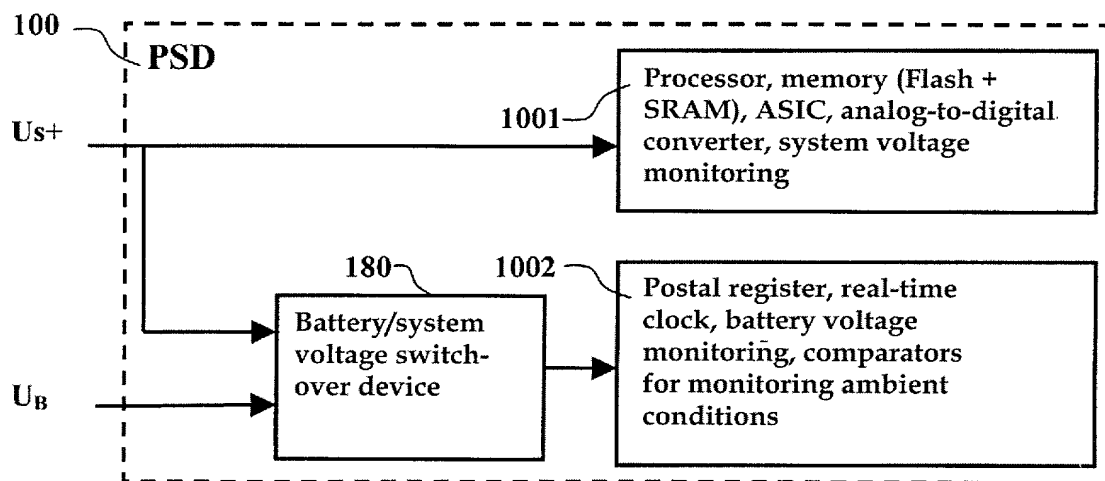 100
PSD
Us+
1001
Processor, memory (Flash +
SRAM), ASIC, analog-to-digital
converter, system voltage
monitoring
180
Battery/system
voltage switch-
over device
1002
Postal register, real-time
clock, battery voltage
monitoring, comparators
for monitoring ambient
conditions
UB